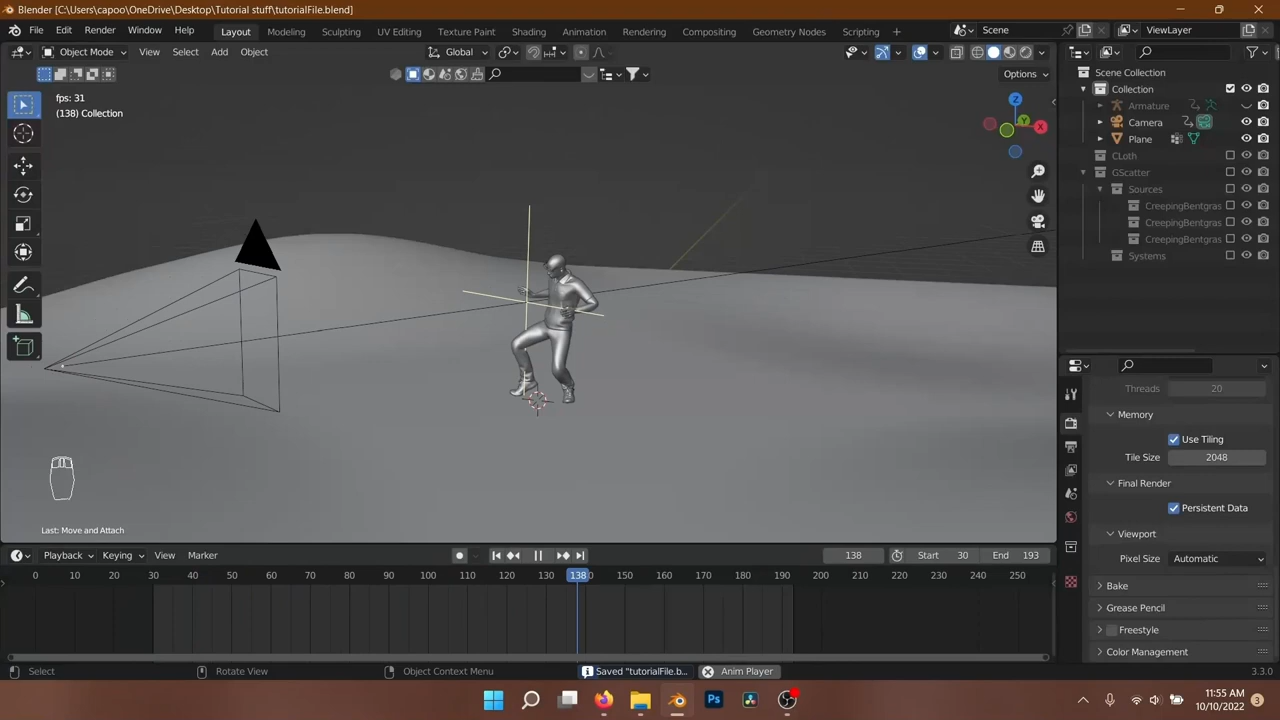 Blender [C:\Users\capoo\OneDrive\Desktop\Tutorial stuff\tutorialFile.blend]
File Edit Render Window Help Layout Modeling Sculpting UV Editing Texture Paint Shading Animation Rendering Compositing Geometry Nodes Scripting Scene ViewLayer
Object Mode View Select Add Object Global
Options
fps: 31
(138) Collection
Z
Y
X
Scene Collection
Collection
Armature
Camera
Plane
CLoth
GScatter
Sources
CreepingBentgras
CreepingBentgras
CreepingBentgras
Systems
Threads 20
Memory
Use Tiling
Tile Size 2048
Final Render
Persistent Data
Viewport
Pixel Size Automatic
Bake
Grease Pencil
Freestyle
Color Management
Last: Move and Attach
Playback Keying View Marker 138 Start 30 End 193
0 30 40 50 60 70 80 90 100 110 120 130 138 150 160 170 180 190 200 210 220 230 240 250
Select Rotate View Object Context Menu Saved "tutorialFile.b... Anim Player 3.3.0
Ps
11:55 AM
10/10/2022
3